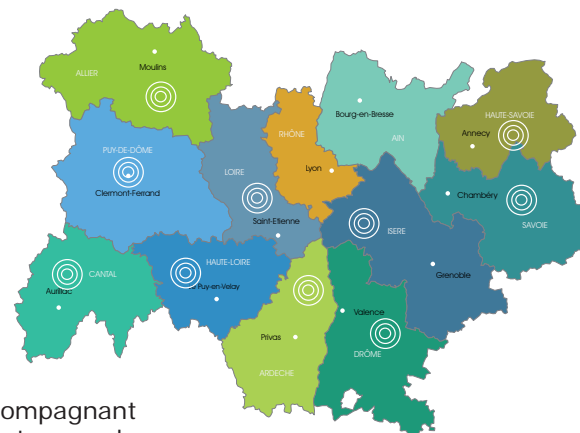 Moulins
ALLIER
Bourg-en-Bresse
HAUTE-SAVOIE
RHÔNE
Annecy
AIN
PUY-DE-DÔME
LOIRE
Lyon
Clermont-Ferrand
Chambéry
Saint-Etienne
SAVOIE
ISERE
HAUTE-LOIRE
CANTAL
Grenoble
Aurillac
Puy-en-Velay
Valence
Privas
DRÔME
ARDECHE
ompagnant